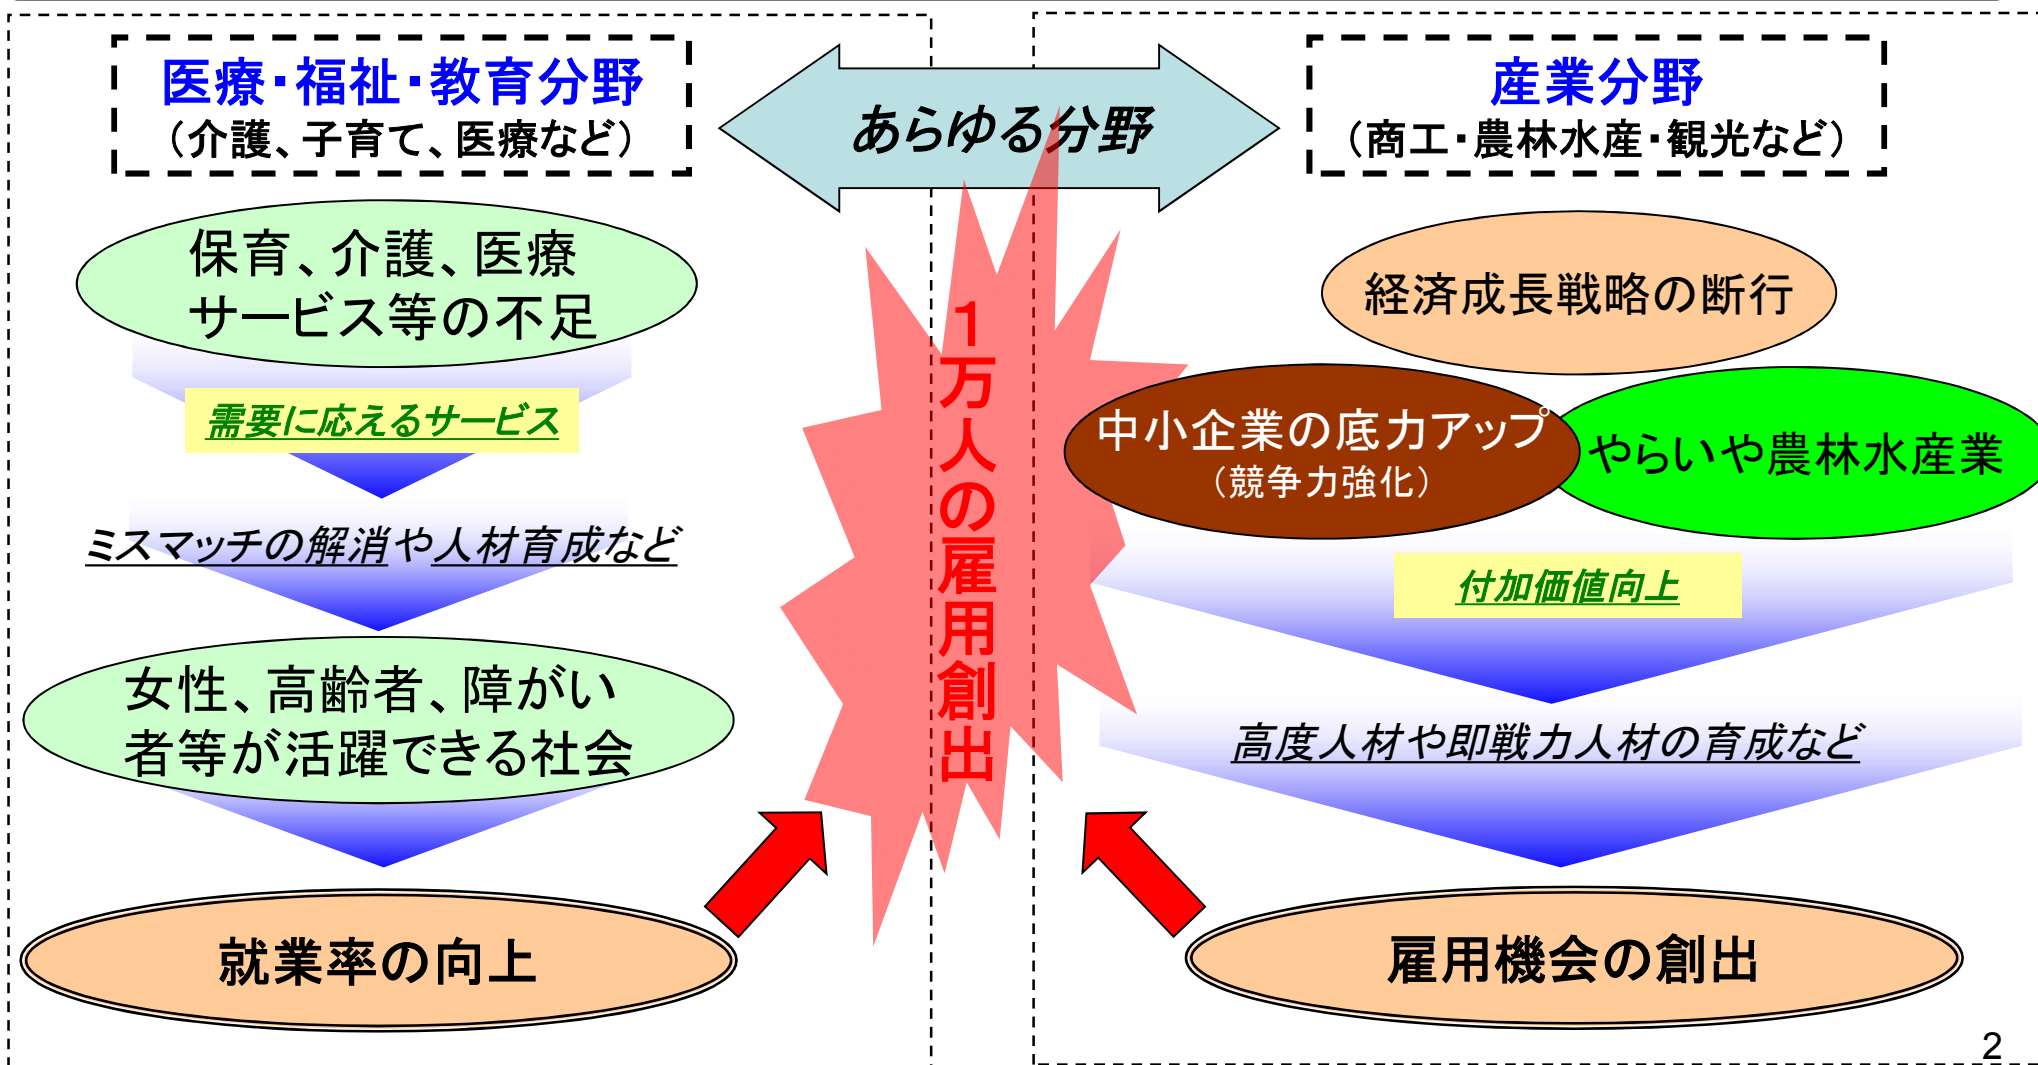 医療・福祉・教育分野
（介護、子育て、医療など）
あらゆる分野
産業分野
（商工・農林水産・観光など）
保育、介護、医療
サービス等の不足
需要に応えるサービス
ミスマッチの解消や人材育成など
女性、高齢者、障がい
者等が活躍できる社会
就業率の向上
１万人の雇用創出
経済成長戦略の断行
中小企業の底力アップ
（競争力強化）
やらいや農林水産業
付加価値向上
高度人材や即戦力人材の育成など
雇用機会の創出
2